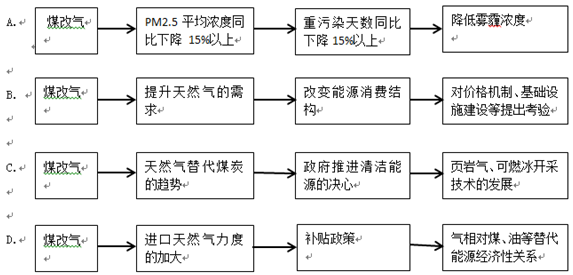 A. 煤改气 PM2.5 平均浓度同 重污染天数同比 降低雾霾浓度
比下降 15%以上 下降 15%以上
B. 煤改气 提升天然气的需 改变能源消费结 对价格机制、基础设
求 构 施建设等提出考验
C. 煤改气 天然气替代煤炭 政府推进清洁能 页岩气、可燃冰开采
的趋势 源的决心 技术的发展
D. 煤改气 进口天然气力度 补贴政策 气相对煤、油等替代
的加大 能源经济性关系